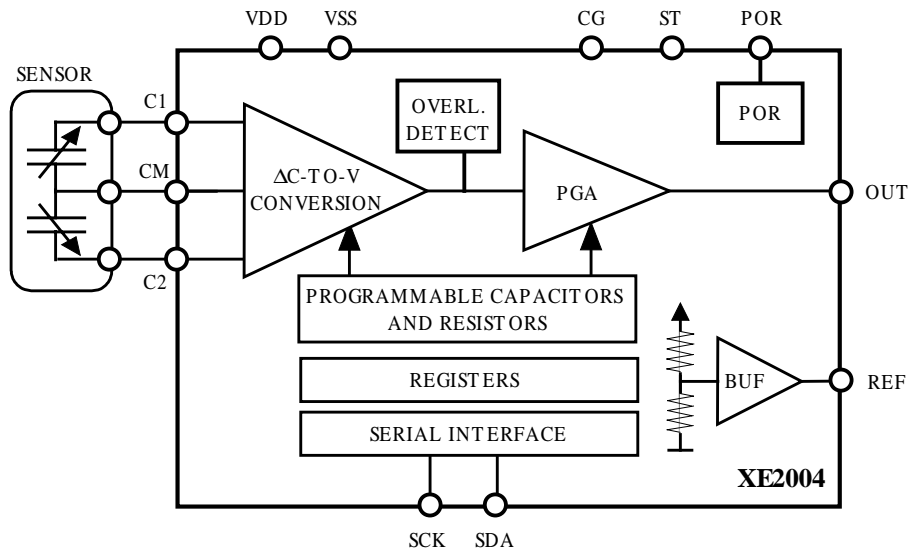 VDD
VSS
CG
ST
POR
SENSOR
C1
CM
C2
ΔC-TO-V
CONVERSION
OVERL.
DETECT
PGA
POR
OUT
PROGRAMMABLE CAPACITORS
AND RESISTORS
REGISTERS
SERIAL INTERFACE
BUF
REF
XE2004
SCK
SDA